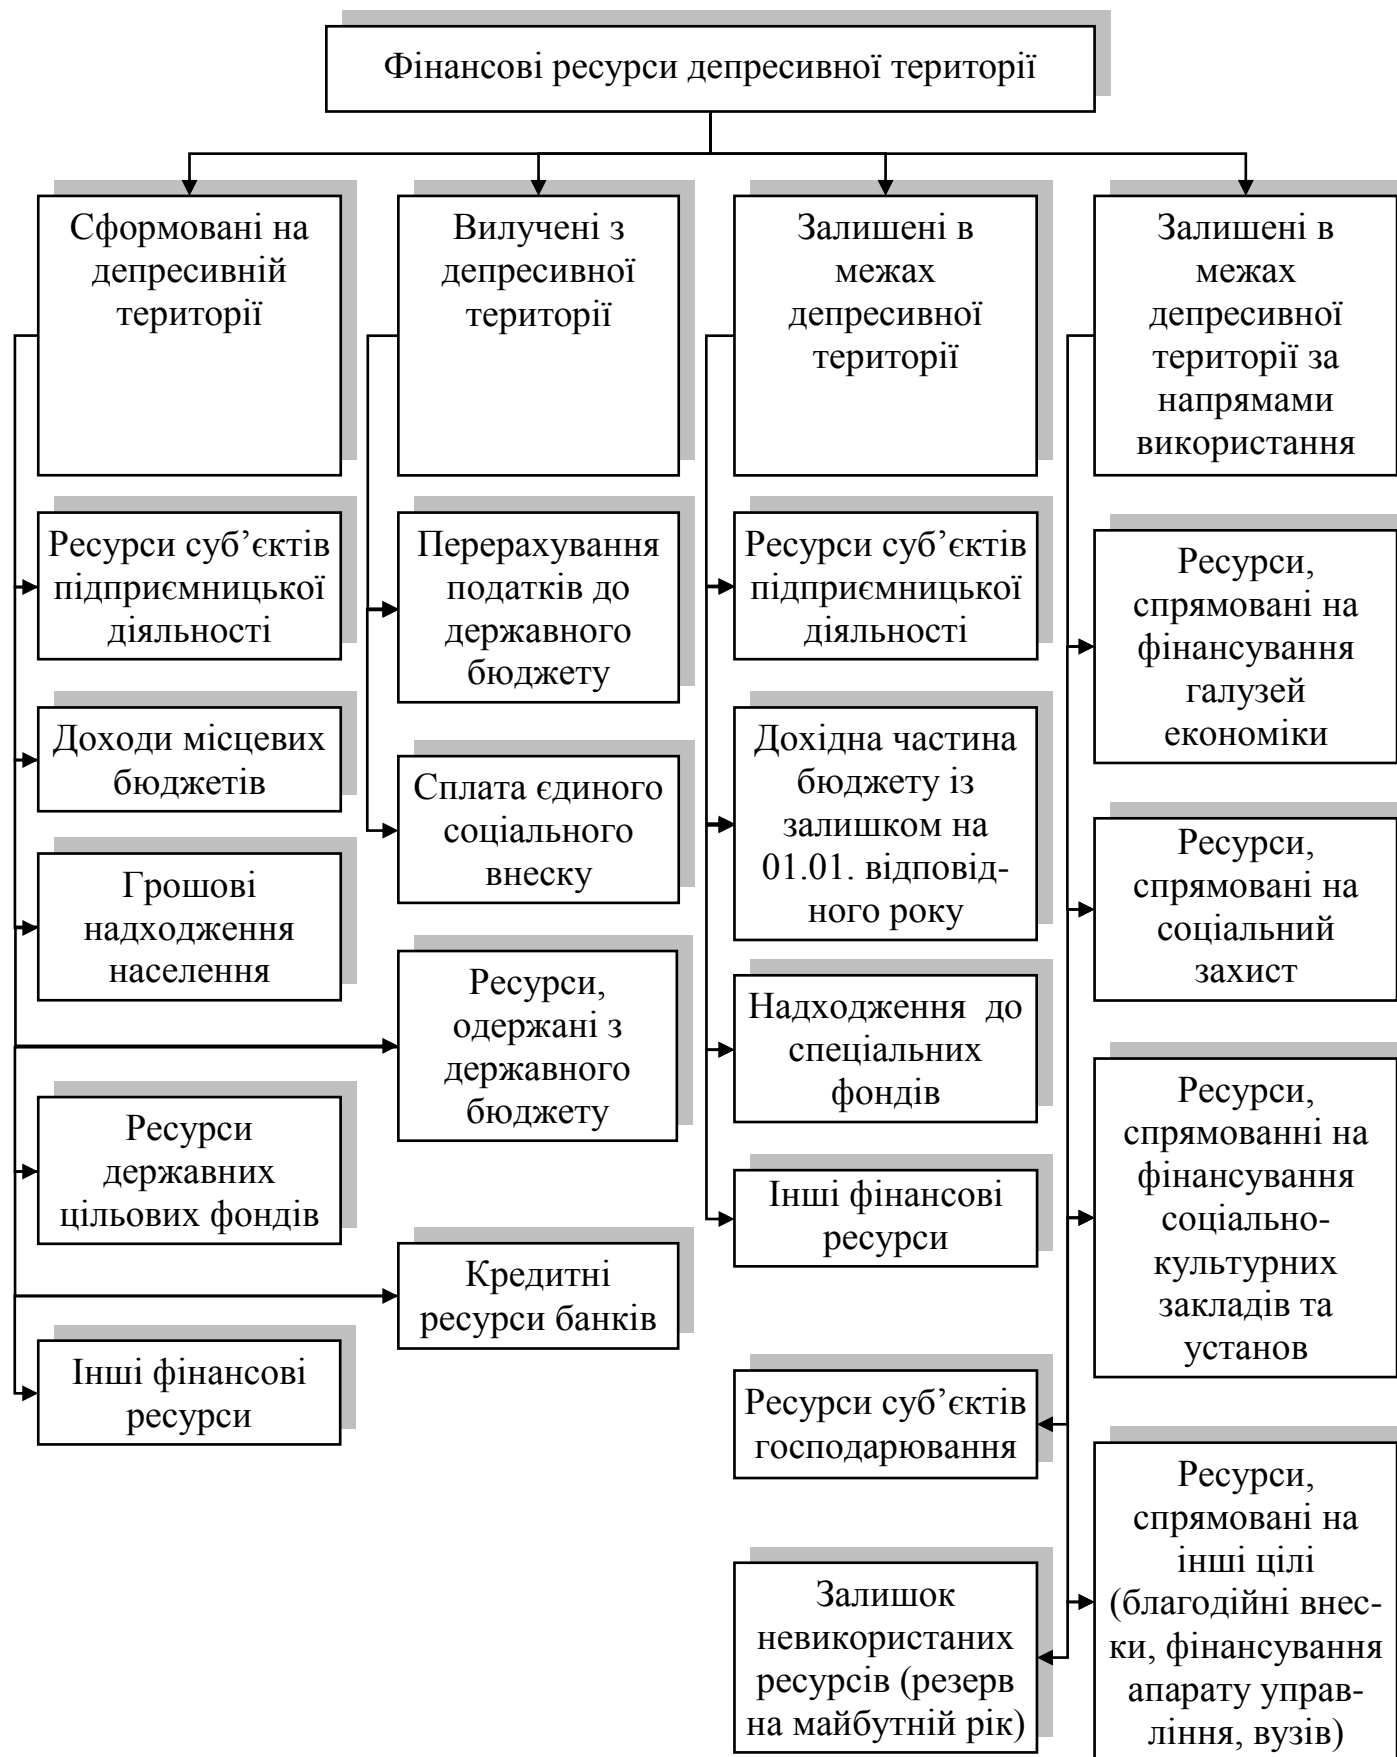 Фінансові ресурси депресивної території
Сформовані на
депресивній
території
Вилучені з
депресивної
території
Залишені в
межах
депресивної
території
Залишені в
межах
депресивної
території за
напрямами
використання
Ресурси суб’єктів
підприємницької
діяльності
Доходи місцевих
бюджетів
Грошові
надходження
населення
Ресурси
державних
цільових фондів
Інші фінансові
ресурси
Перерахування
податків до
державного
бюджету
Сплата єдиного
соціального
внеску
Ресурси,
одержані з
державного
бюджету
Кредитні
ресурси банків
Ресурси суб’єктів
підприємницької
діяльності
Дохідна частина
бюджету із
залишком на
01.01. відповід-
ного року
Надходження до
спеціальних
фондів
Інші фінансові
ресурси
Ресурси суб’єктів
господарювання
Залишок
невикористаних
ресурсів (резерв
на майбутній рік)
Ресурси,
спрямовані на
фінансування
галузей
економіки
Ресурси,
спрямовані на
соціальний
захист
Ресурси,
спрямованні на
фінансування
соціально-
культурних
закладів та
установ
Ресурси,
спрямовані на
інші цілі
(благодійні внес-
ки, фінансування
апарату управ-
ління, вузів)